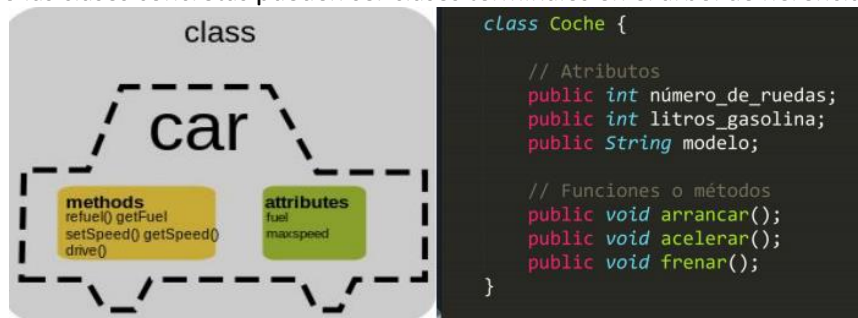 class
car
methods
refuel() getFuel
setSpeed() getSpeed()
drive()
attributes
fuel
maxspeed
class Coche {
// Atributos
public int número_de_ruedas;
public int litros_gasolina;
public String modelo;
// Funciones o métodos
public void arrancar();
public void acelerar();
public void frenar();
}